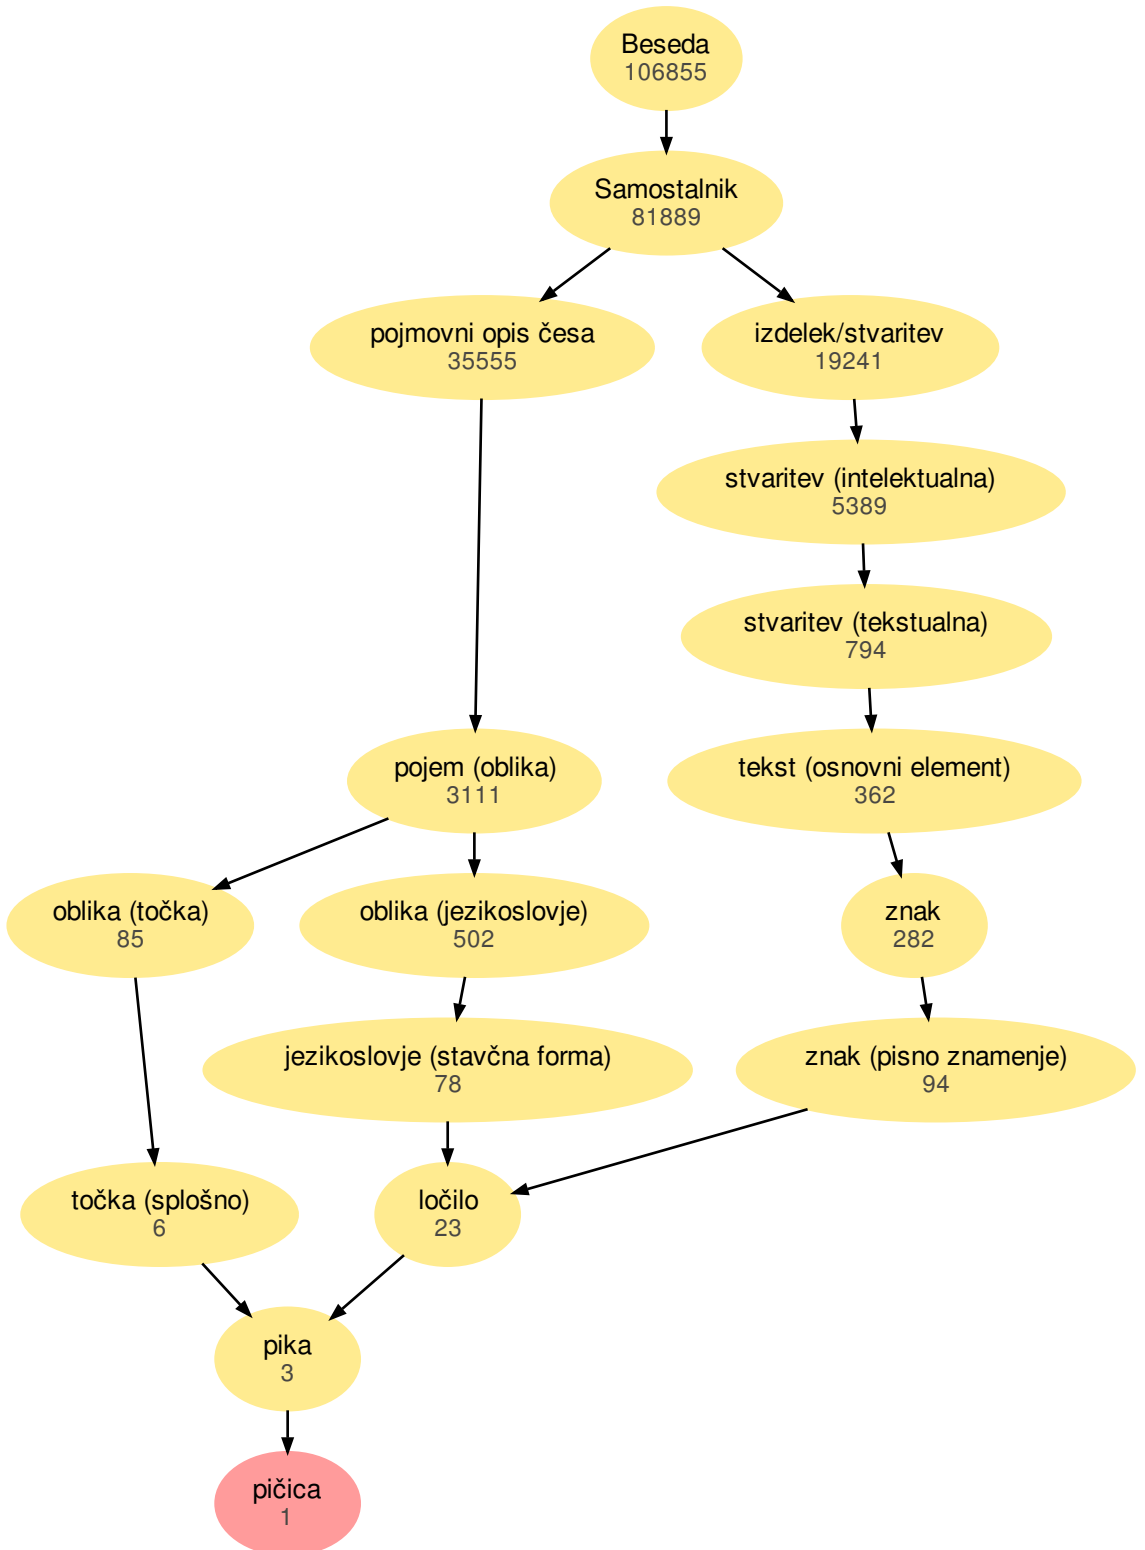 Beseda
106855
Samostalnik
81889
pojmovni opis česa
35555
izdelek/stvaritev
19241
stvaritev (intelektualna)
5389
stvaritev (tekstualna)
794
pojem (oblika)
3111
tekst (osnovni element)
362
oblika (točka)
85
oblika (jezikoslovje)
502
znak
282
jezikoslovje (stavčna forma)
78
znak (pisno znamenje)
94
točka (splošno)
6
ločilo
23
pika
3
pičica
1